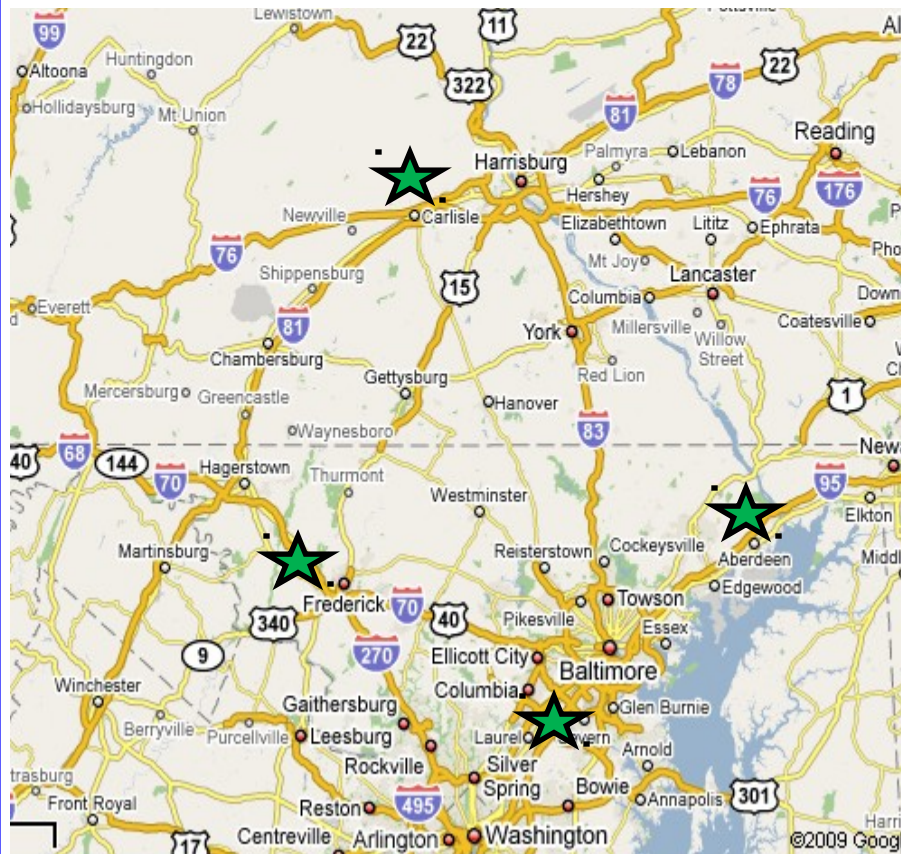 Lewistown
11
99
22
22
Altoona
Huntingdon
322
78
Hollidaysburg
Mt Union
81
Reading
Harrisburg
Palmyra
Lebanon
Hershey
76
176
Newville
Carlisle
Elizabethtown
Lititz
Ephrata
76
Mt Joy
Shippensburg
15
Lancaster
Everett
Columbia
81
York
Millersville
Willow
Street
Coatesville
Chambersburg
Gettysburg
Red Lion
Mercersburg
Greencastle
Hanover
1
Waynesboro
83
40
68
144
70
Hagerstown
Thurmont
95
Westminster
Elkton
Martinsburg
Reisterstown
Cockeysville
Aberdeen
Edgewood
Frederick
70
40
Pikesville
Towson
340
Essex
9
270
Ellicott City
Baltimore
Winchester
Columbia
Gaithersburg
Glen Burnie
Berryville
Purcellville
Leesburg
Laurel
Rockville
Silver
Spring
Arnold
Bowie
Front Royal
Reston
495
Annapolis
301
17
Centreville
Arlington
Washington
©2009 Goog